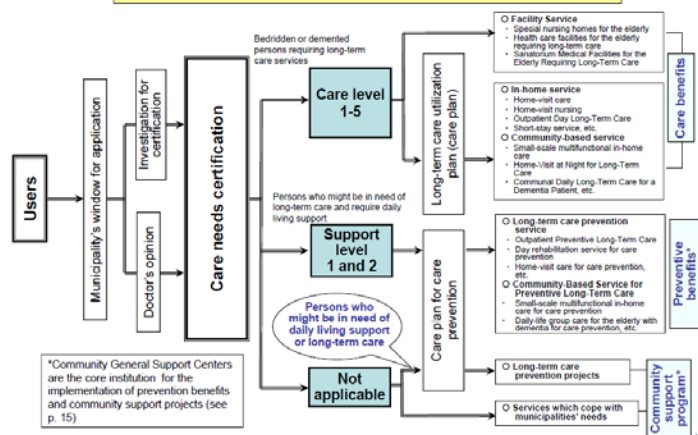 Users
Municipality's window for application
Investigation for
certification
Doctor's opinion
Care needs certification
Bedridden or demented
persons requiring long-term
care services
Care level
1-5
Persons who might be in need of
long-term care and require daily
living support
Support
level
1 and 2
Persons who
might be in need of
daily living support
or long-term care
Not
applicable
Long-term care utilization
plan (care plan)
Care plan for care
prevention
O Facility Service
・ Special nursing homes for the elderly
・ Health care facilities for the elderly
requiring long-term care
・ Sanatorium Medical Facilities for the
Elderly Requiring Long-Term Care
O In-home service
・ Home-visit care
・ Home-visit nursing
・ Outpatient Day Long-Term Care
・ Short-stay service, etc.
O Community-based service
・ Small-scale multifunctional in-home
care
・ Home-Visit at Night for Long-Term
Care
・ Communal Daily Long-Term Care for a
Dementia Patient, etc.
Care benefits
O Long-term care prevention
service
・ Outpatient Preventive Long-Term Care
・ Day rehabilitation service for care
prevention
・ Home-visit care for care prevention,
etc.
O Community-Based Service for
Preventive Long-Term Care
・ Small-scale multifunctional in-home
care for care prevention
・ Daily-life group care for the elderly with
dementia for care prevention, etc.
Preventive
benefits*
O Long-term care
prevention projects
O Services which cope with
municipalities' needs
Community
support
program*
*Community General Support Centers
are the core institution for the
implementation of prevention benefits
and community support projects (see
p. 15)